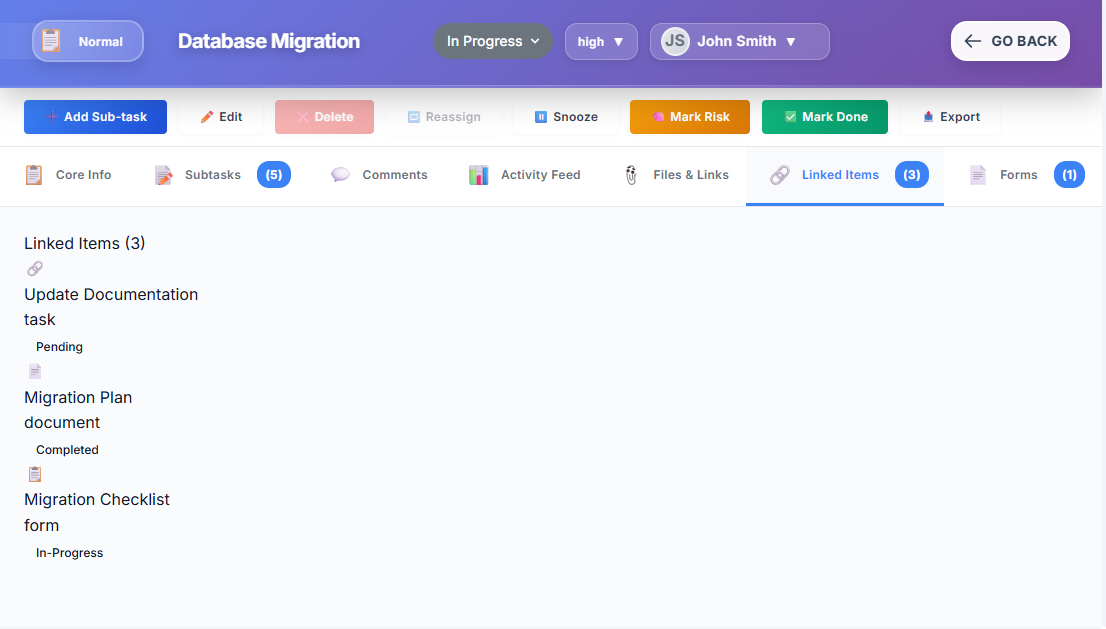 Normal
Database Migration
In Progress
high ▼
JS John Smith ▼
← GO BACK
Add Sub-task
Edit
Delete
Reassign
Snooze
Mark Risk
Mark Done
Export
Core Info
Subtasks (5)
Comments
Activity Feed
Files & Links
Linked Items (3)
Forms (1)
Linked Items (3)
Update Documentation
task
Pending
Migration Plan
document
Completed
Migration Checklist
form
In-Progress